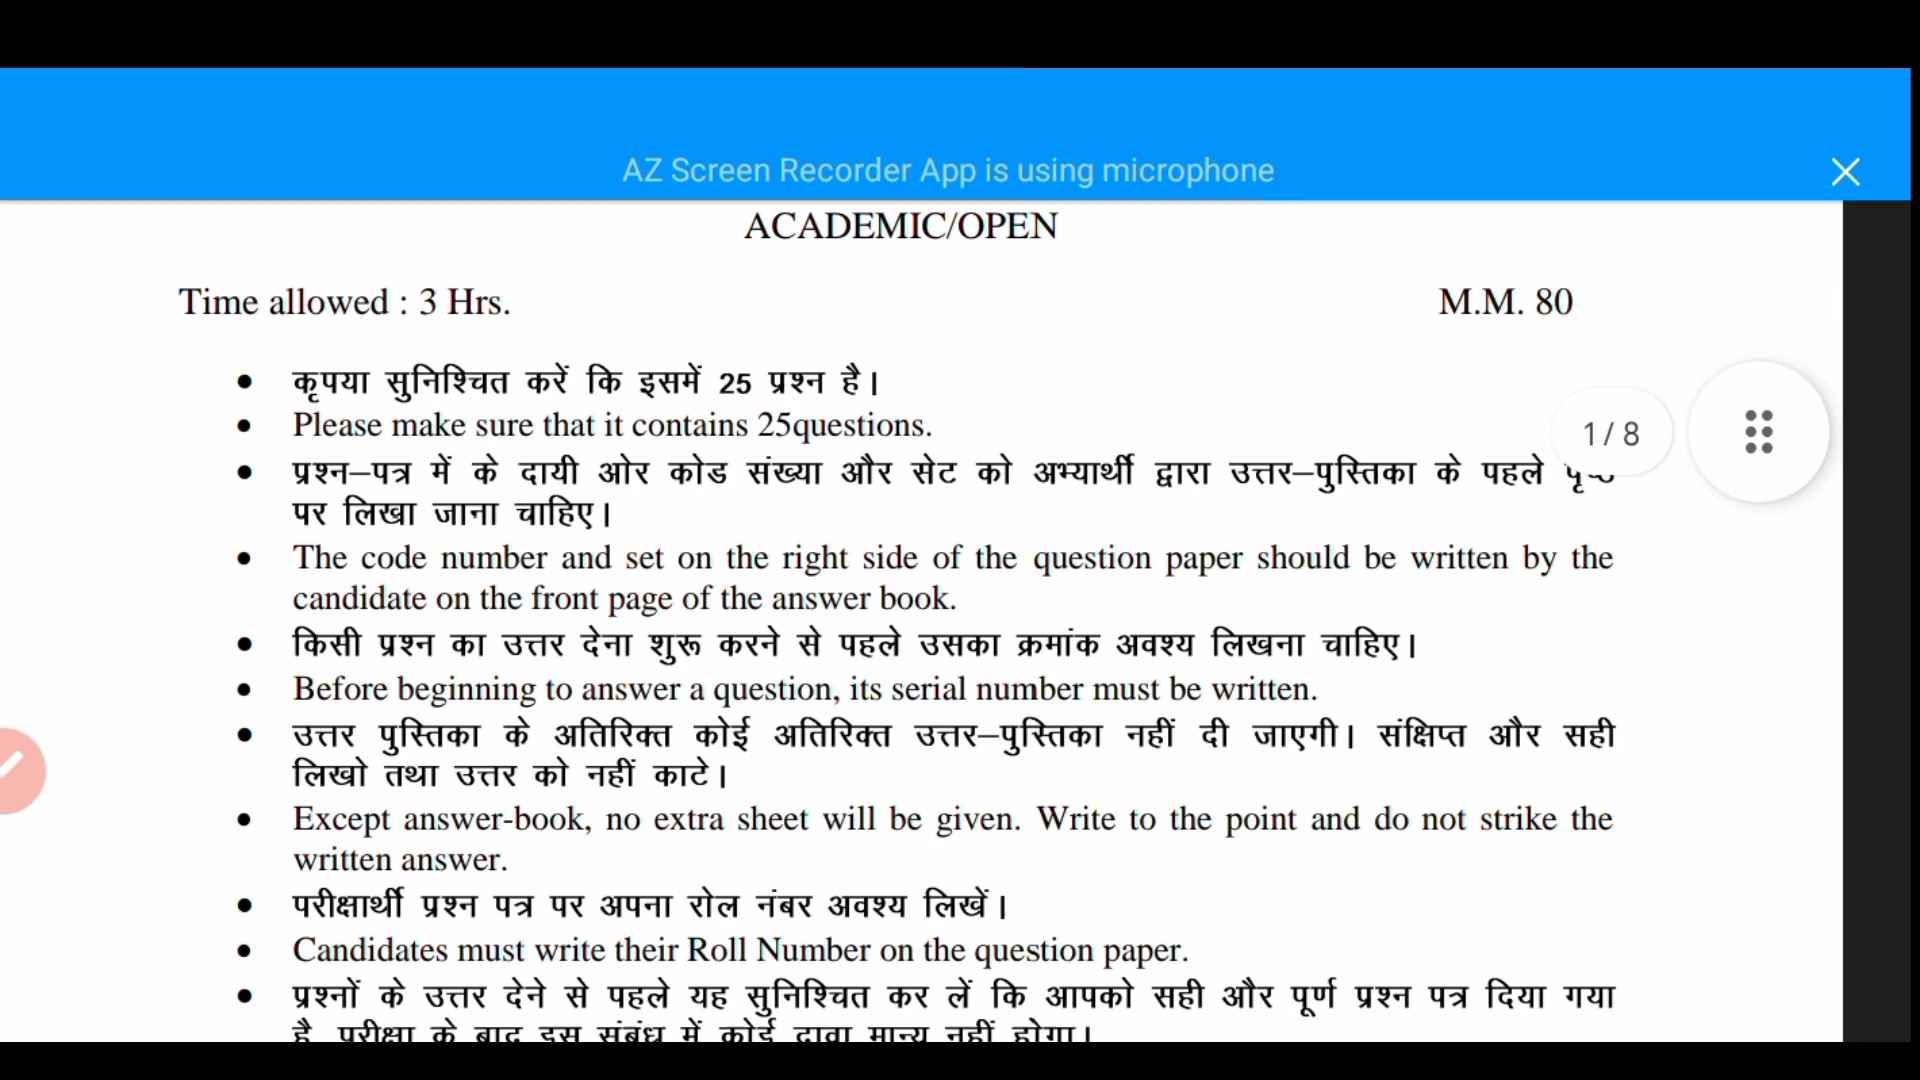 AZ Screen Recorder App is using microphone
ACADEMIC/OPEN
Time allowed : 3 Hrs. M.M. 80
• कृपया सुनिश्चित करें कि इसमें 25 प्रश्न है।
• Please make sure that it contains 25questions.
1 / 8
• प्रश्न–पत्र में के दायी ओर कोड संख्या और सेट को अभ्यार्थी द्वारा उत्तर–पुस्तिका के पहले
पर लिखा जाना चाहिए।
• The code number and set on the right side of the question paper should be written by the
candidate on the front page of the answer book.
• किसी प्रश्न का उत्तर देना शुरू करने से पहले उसका क्रमांक अवश्य लिखना चाहिए।
• Before beginning to answer a question, its serial number must be written.
• उत्तर पुस्तिका के अतिरिक्त कोई अतिरिक्त उत्तर–पुस्तिका नहीं दी जाएगी। संक्षिप्त और सही
लिखो तथा उत्तर को नहीं काटे।
• Except answer-book, no extra sheet will be given. Write to the point and do not strike the
written answer.
• परीक्षार्थी प्रश्न पत्र पर अपना रोल नंबर अवश्य लिखें।
• Candidates must write their Roll Number on the question paper.
• प्रश्नों के उत्तर देने से पहले यह सुनिश्चित कर लें कि आपको सही और पूर्ण प्रश्न पत्र दिया गया
है, परीक्षा के बाद इस संबंध में कोई दावा मान्य नहीं होगा।